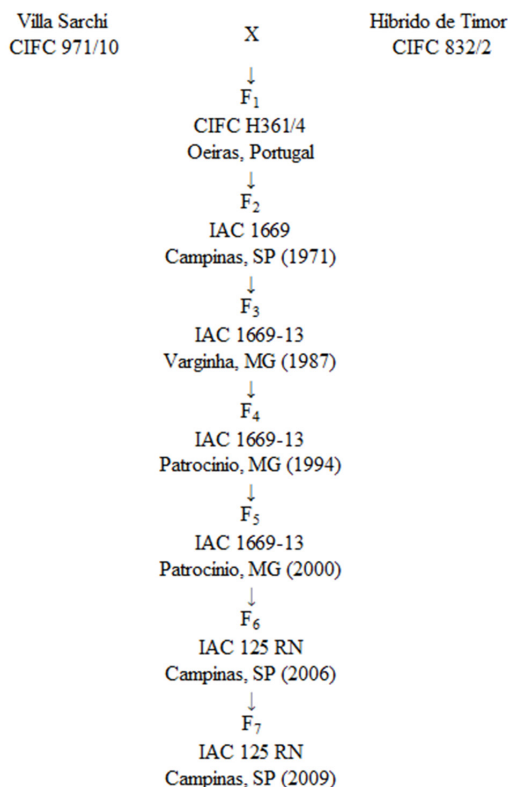 Villa Sarchi
CIFC 971/10
X
Híbrido de Timor
CIFC 832/2
↓
F₁
CIFC H361/4
Oeiras, Portugal
↓
F₂
IAC 1669
Campinas, SP (1971)
↓
F₃
IAC 1669-13
Varginha, MG (1987)
↓
F₄
IAC 1669-13
Patrocínio, MG (1994)
↓
F₅
IAC 1669-13
Patrocínio, MG (2000)
↓
F₆
IAC 125 RN
Campinas, SP (2006)
↓
F₇
IAC 125 RN
Campinas, SP (2009)